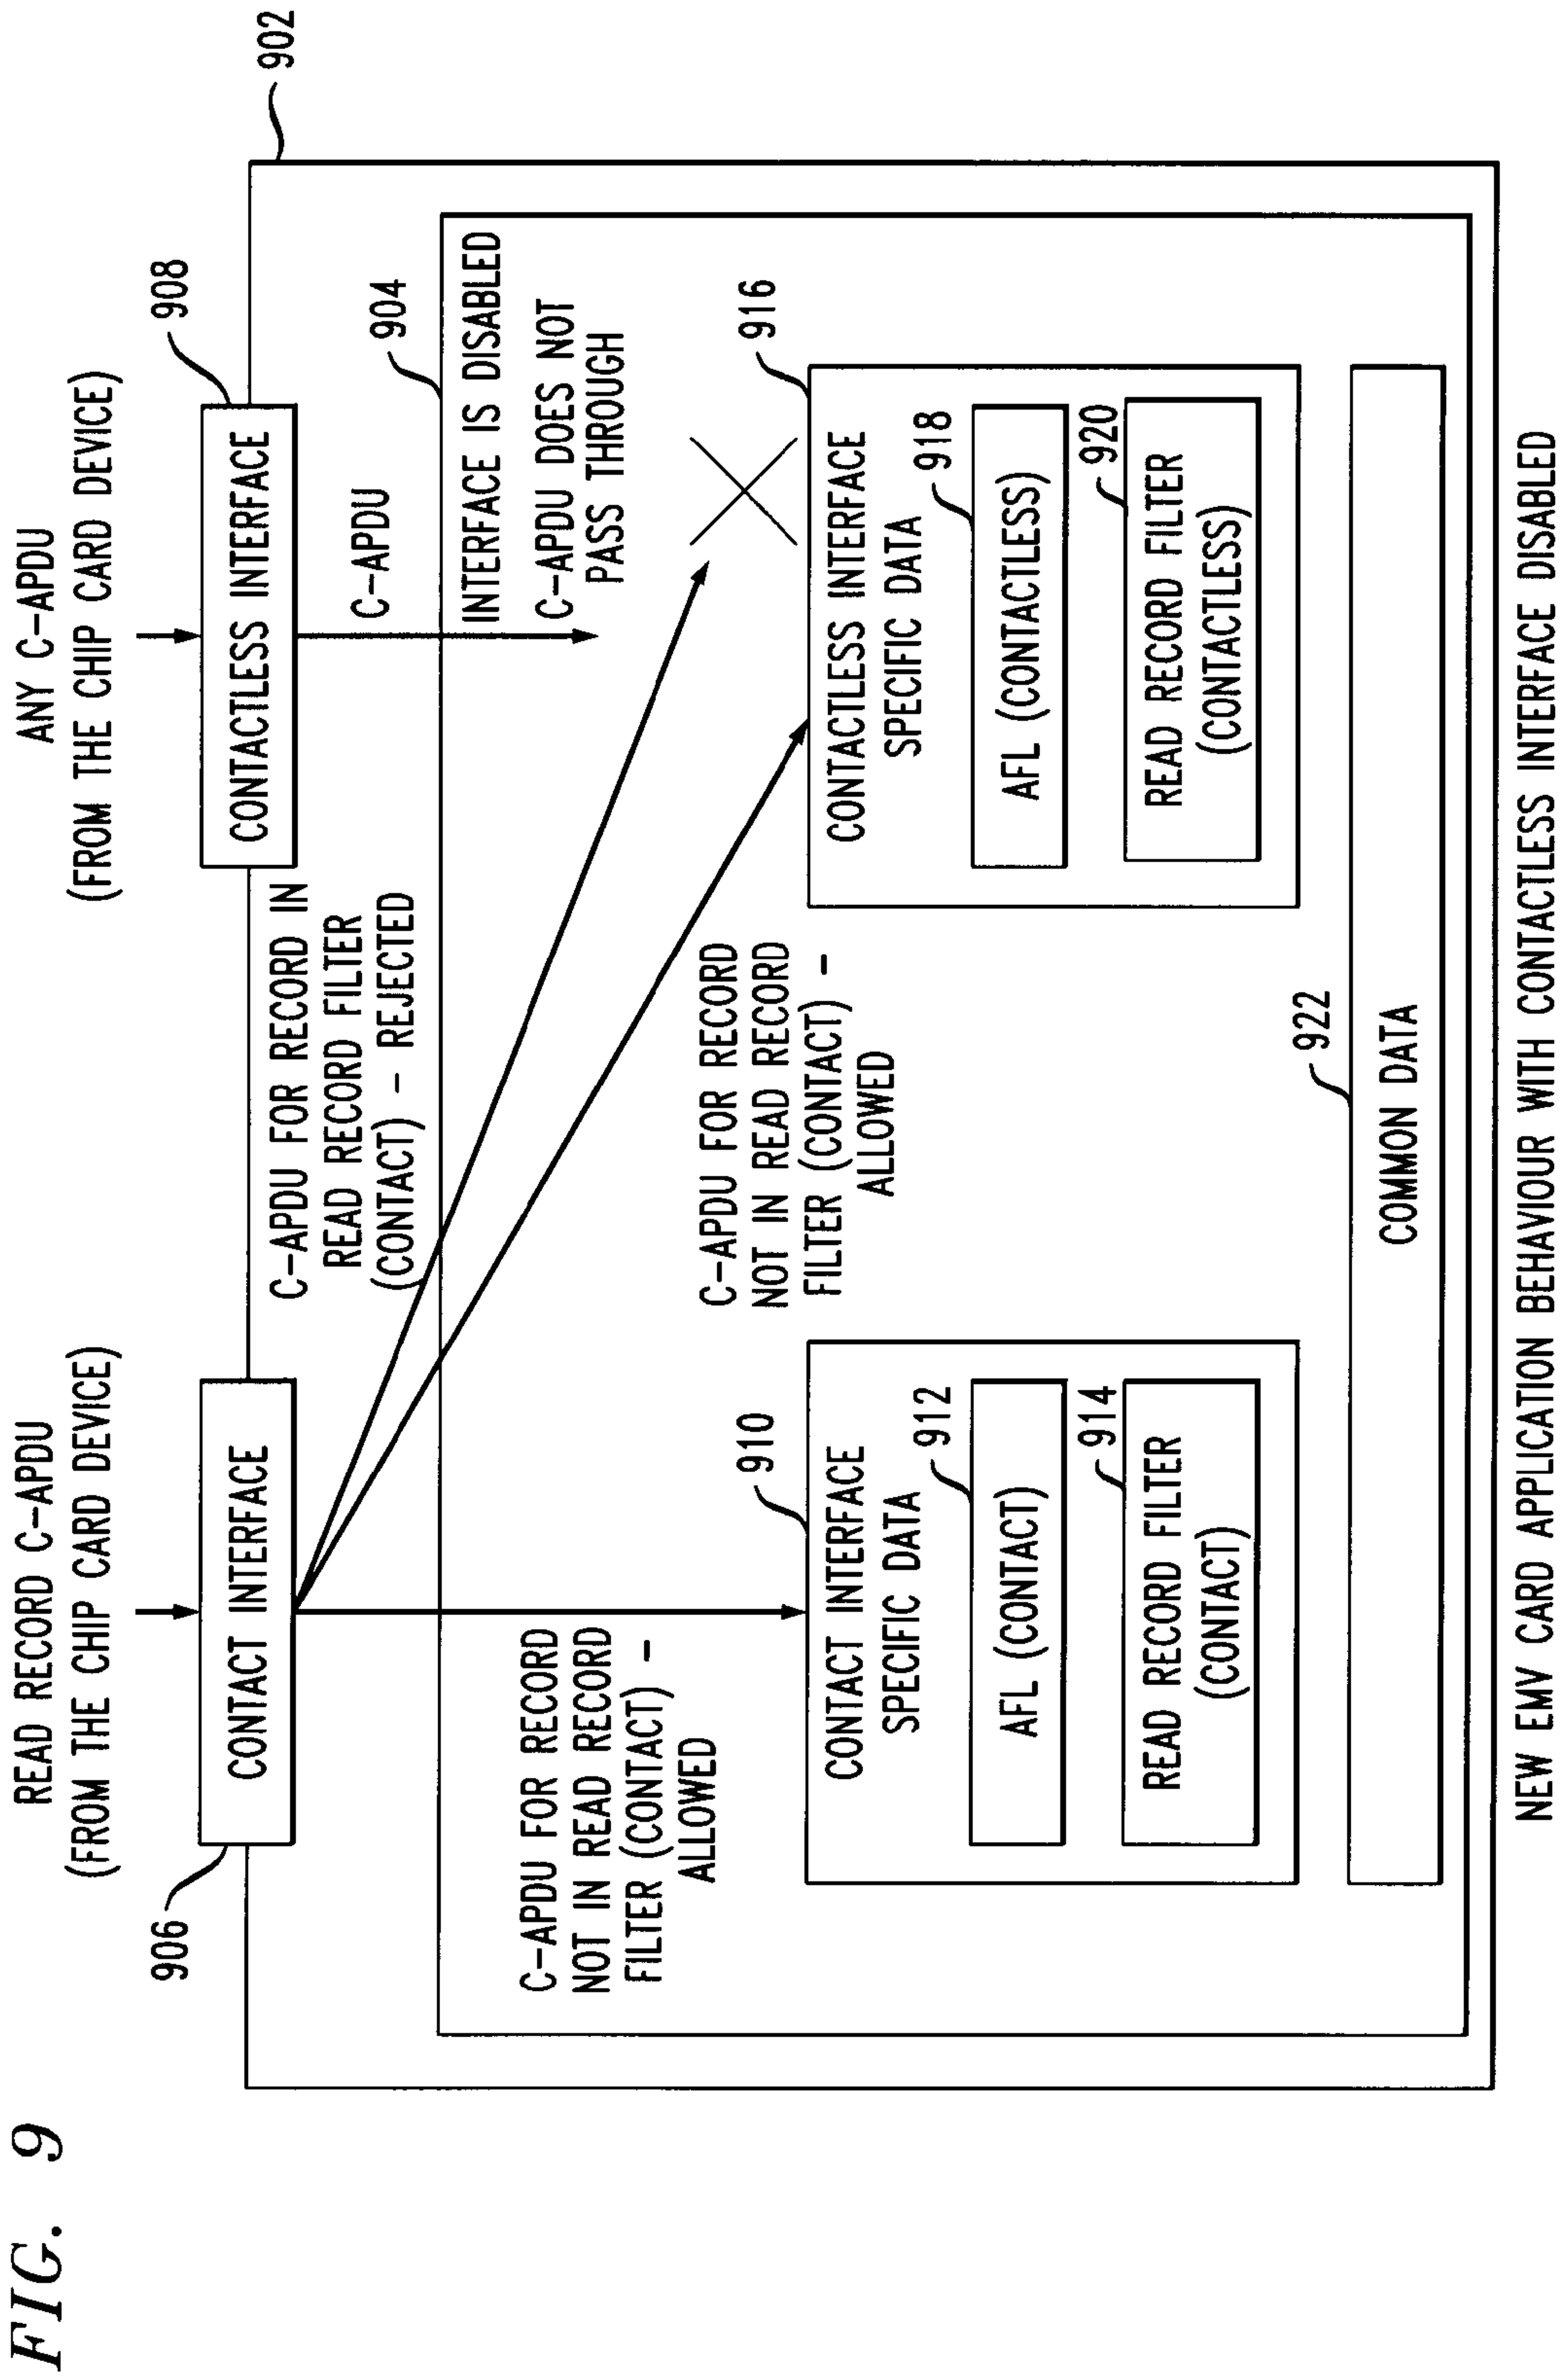 FIG. 9
READ RECORD C-APDU
(FROM THE CHIP CARD DEVICE)
ANY C-APDU
(FROM THE CHIP CARD DEVICE)
906
CONTACT INTERFACE
908
CONTACTLESS INTERFACE
902
C-APDU FOR RECORD IN
READ RECORD FILTER
(CONTACT) - REJECTED
C-APDU
904
INTERFACE IS DISABLED
C-APDU DOES NOT
PASS THROUGH
C-APDU FOR RECORD
NOT IN READ RECORD
FILTER (CONTACT) -
ALLOWED
C-APDU FOR RECORD
NOT IN READ RECORD
FILTER (CONTACT) -
ALLOWED
910
CONTACT INTERFACE
SPECIFIC DATA
912
AFL (CONTACT)
914
READ RECORD FILTER
(CONTACT)
916
CONTACTLESS INTERFACE
SPECIFIC DATA
918
AFL (CONTACTLESS)
920
READ RECORD FILTER
(CONTACTLESS)
922
COMMON DATA
NEW EMV CARD APPLICATION BEHAVIOUR WITH CONTACTLESS INTERFACE DISABLED